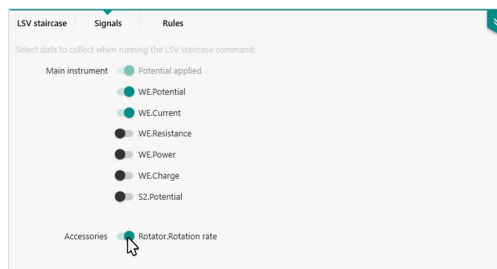 LSV staircase Signals Rules
Select data to collect when running the LSV staircase command:
Main instrument Potential applied
WE.Potential
WE.Current
WE.Resistance
WE.Power
WE.Charge
S2.Potential
Accessories Rotator.Rotation rate